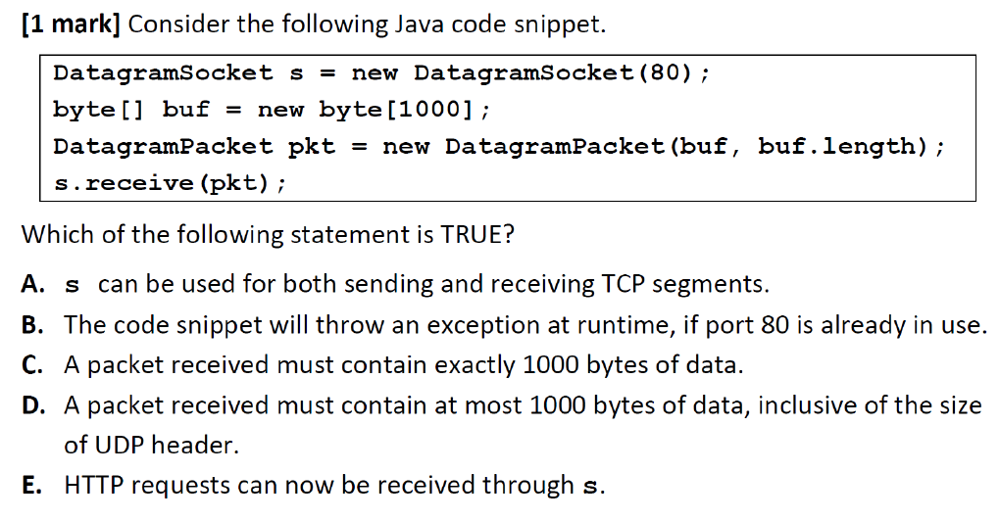 [1 mark] Consider the following Java code snippet.
DatagramSocket s = new DatagramSocket(80);
byte[] buf = new byte[1000];
DatagramPacket pkt = new DatagramPacket(buf, buf.length);
s.receive(pkt);
Which of the following statement is TRUE?
A. s can be used for both sending and receiving TCP segments.
B. The code snippet will throw an exception at runtime, if port 80 is already in use.
C. A packet received must contain exactly 1000 bytes of data.
D. A packet received must contain at most 1000 bytes of data, inclusive of the size
of UDP header.
E. HTTP requests can now be received through s.